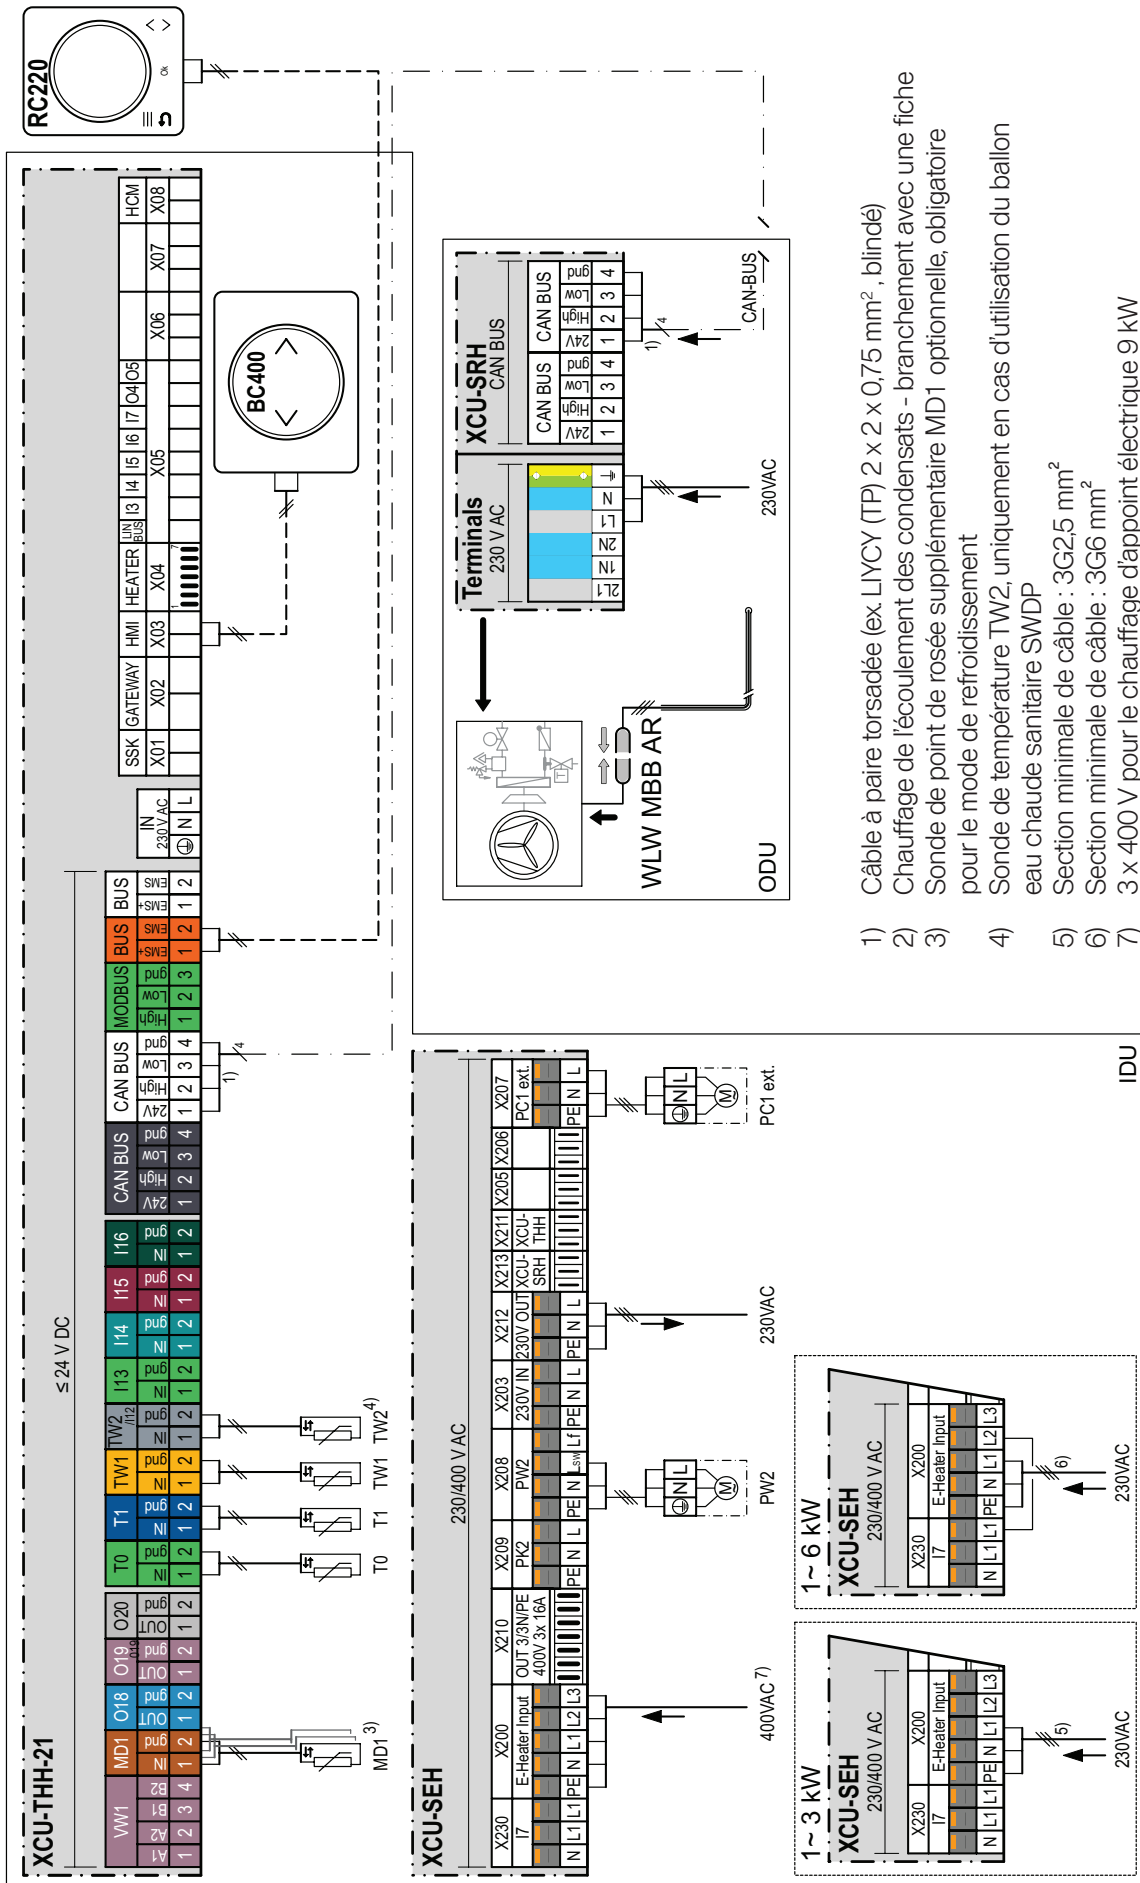 RC220
Ok
XCU-THH-21
≤ 24 V DC
VW1 MD1 O18 O19 /O19 O20 T0 T1 TW1 TW2 /I12 I13 I14 I15 I16 CAN BUS CAN BUS MODBUS BUS BUS
A1 A2 B1 B2 IN gnd OUT gnd OUT gnd OUT gnd IN gnd IN gnd IN gnd IN gnd IN gnd IN gnd IN gnd IN gnd 24V High Low gnd 24V High Low gnd High Low gnd EMS+ EMS EMS+ EMS
1 2 3 4 1 2 1 2 1 2 1 2 1 2 1 2 1 2 1 2 1 2 1 2 1 2 1 2 1 2 3 4 1 2 3 4 1 2 3 1 2 1 2
IN
230 V AC
N L
SSK GATEWAY HMI HEATER LIN BUS I3 I4 I5 I6 I7 O4 O5 HCM
X01 X02 X03 X04 X05 X06 X07 X08
1 7
MD1 3)
T0
T1
TW1
TW2 4)
1)
4
BC400
XCU-SEH
230/400 V AC
X230 X200 X210 X209 X208 X203 X212 X213 X211 X205 X206 X207
I7 E-Heater Input OUT 3/3N/PE 400V 3x 16A PK2 PW2 230V IN 230V OUT XCU-SRH XCU-THH PC1 ext.
N L1 L1 PE N L1 L2 L3 PE N L PE N Lsw Lf PE N L PE N L PE N L
400VAC 7)
N L
M
PW2
230VAC
N L
M
PC1 ext.
1~ 3 kW
XCU-SEH
230/400 V AC
X230 X200
I7 E-Heater Input
N L1 L1 PE N L1 L2 L3
5)
230VAC
1~ 6 kW
XCU-SEH
230/400 V AC
X230 X200
I7 E-Heater Input
N L1 L1 PE N L1 L2 L3
6)
230VAC
IDU
Terminals
230 V AC
2L1 1N 2N L1 N
230VAC
XCU-SRH
CAN BUS
CAN BUS CAN BUS
24V High Low gnd 24V High Low gnd
1 2 3 4 1 2 3 4
1)
4
CAN-BUS
T
WLW MBB AR
ODU
1) Câble à paire torsadée (ex. LIYCY (TP) 2 x 2 x 0,75 mm², blindé)
2) Chauffage de l'écoulement des condensats - branchement avec une fiche
3) Sonde de point de rosée supplémentaire MD1 optionnelle, obligatoire
pour le mode de refroidissement
4) Sonde de température TW2, uniquement en cas d'utilisation du ballon
eau chaude sanitaire SWDP
5) Section minimale de câble : 3G2,5 mm²
6) Section minimale de câble : 3G6 mm²
7) 3 x 400 V pour le chauffage d'appoint électrique 9 kW